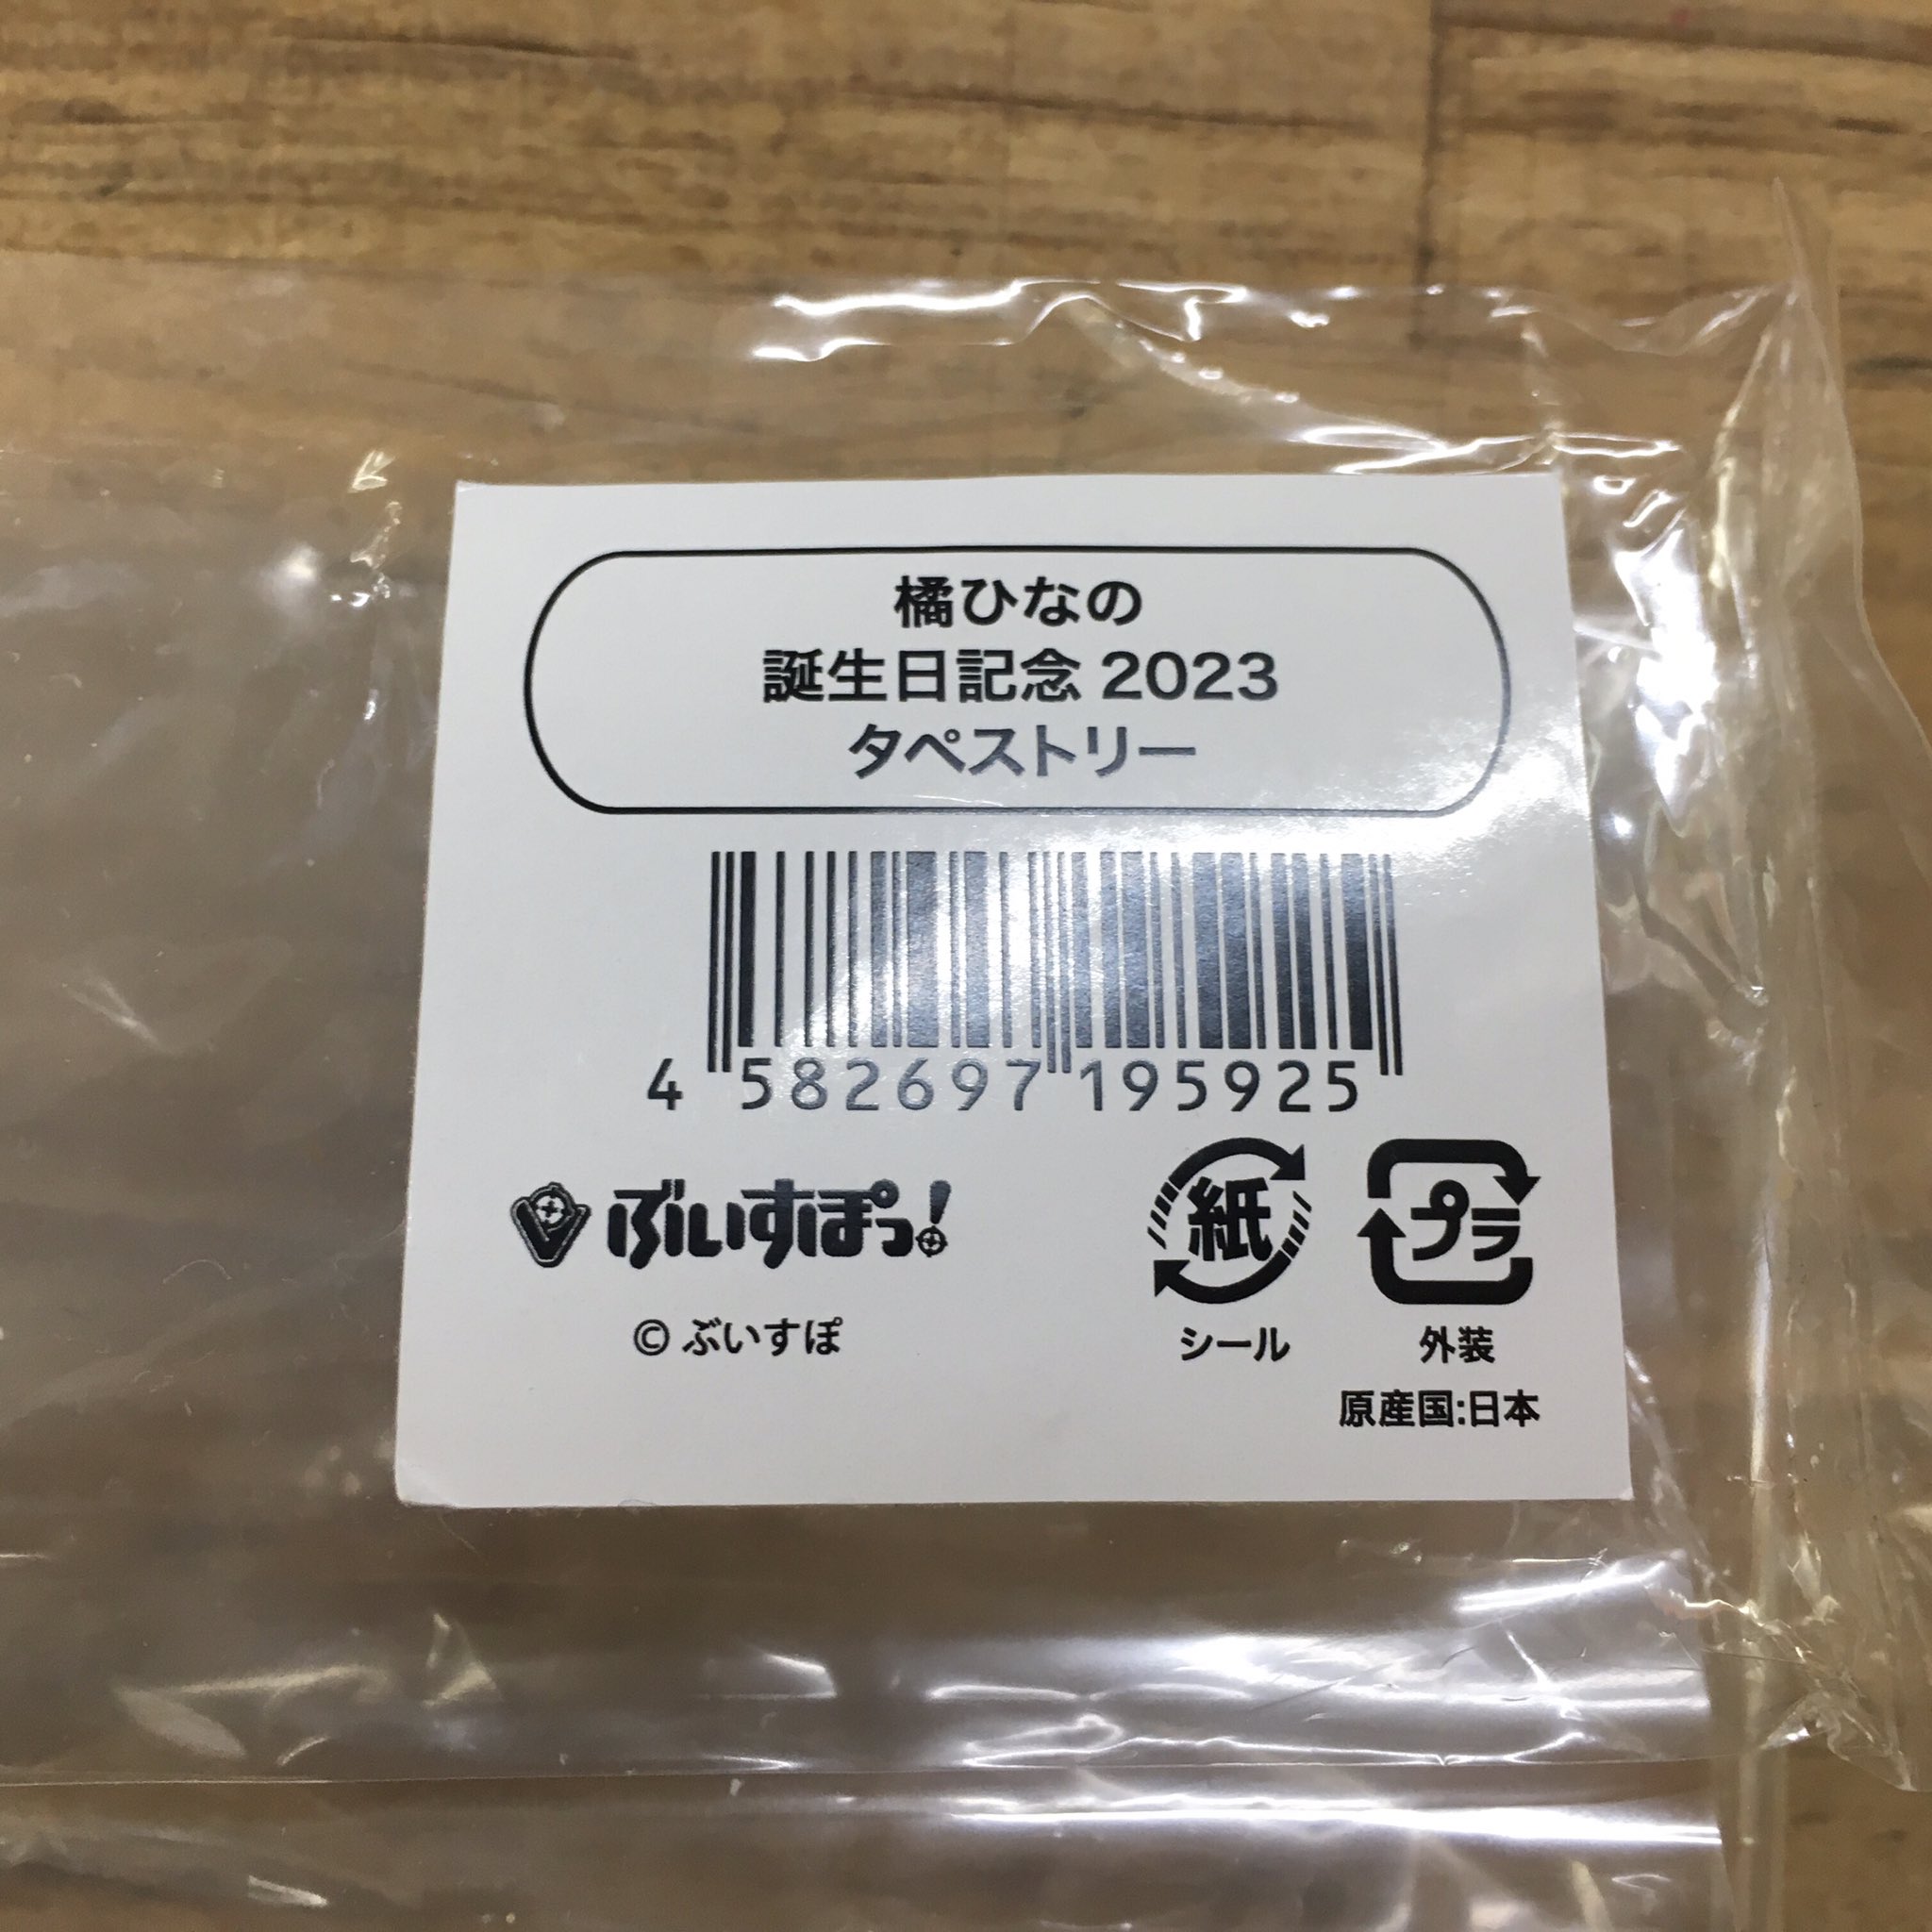 橘ひなの
誕生日記念 2023
タペストリー
4 582697 195925
ぶいすぽっ!
© ぶいすぽ
紙
シール
プラ
外装
原産国:日本